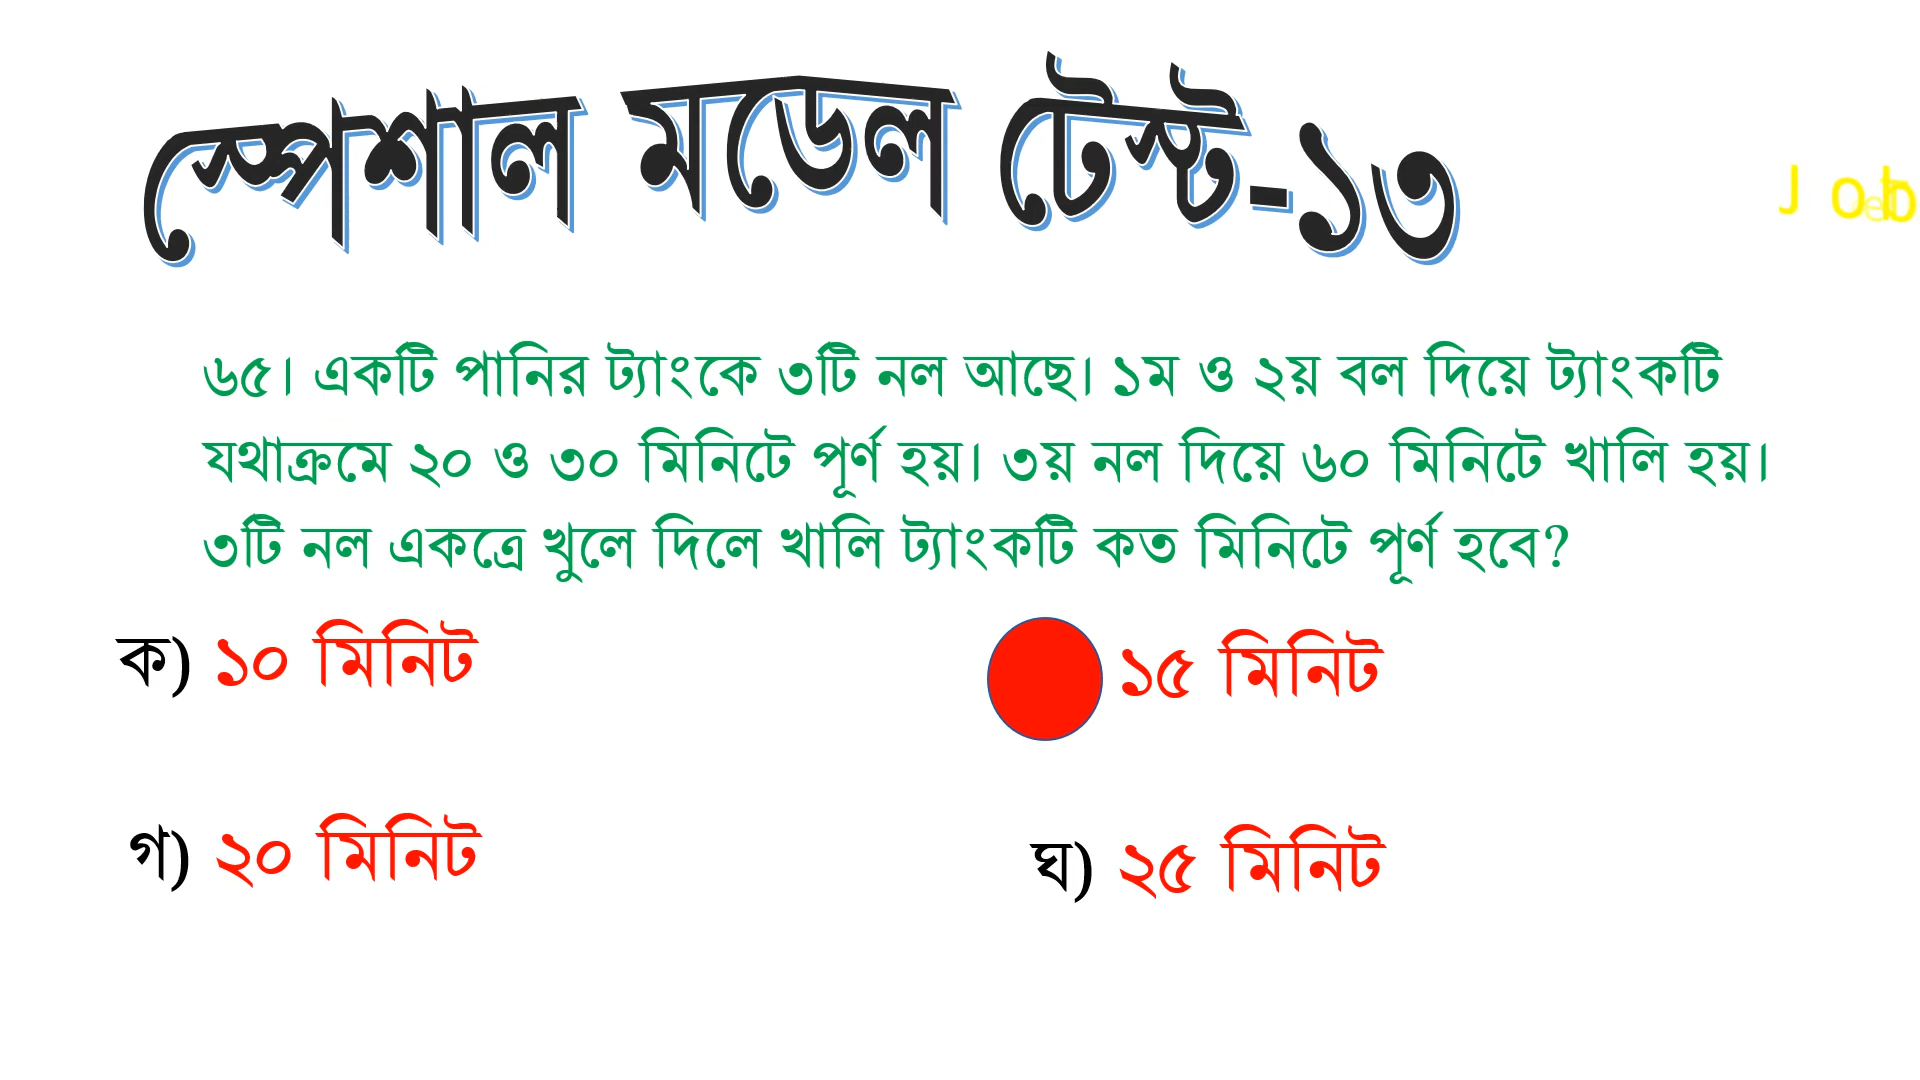 স্পেশাল মডেল টেস্ট-১৩
৬৫। একটি পানির ট্যাংকে ৩টি নল আছে। ১ম ও ২য় বল দিয়ে ট্যাংকটি
যথাক্রমে ২০ ও ৩০ মিনিটে পূর্ণ হয়। ৩য় নল দিয়ে ৬০ মিনিটে খালি হয়।
৩টি নল একত্রে খুলে দিলে খালি ট্যাংকটি কত মিনিটে পূর্ণ হবে?
ক) ১০ মিনিট
১৫ মিনিট
গ) ২০ মিনিট
ঘ) ২৫ মিনিট